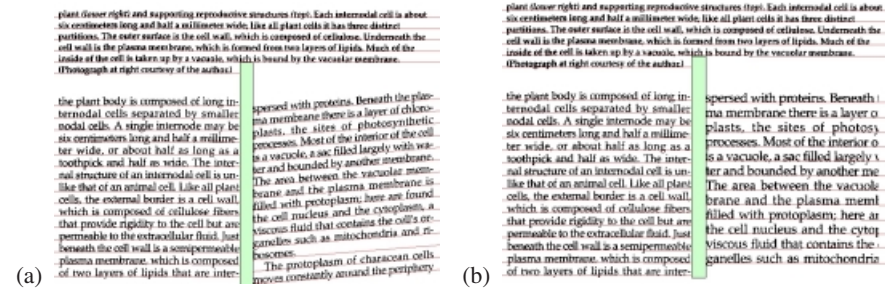 plant (lower right) and supporting reproductive structures (top). Each internodal cell is about
six centimeters long and half a millimeter wide; like all plant cells it has three distinct
partitions. The outer surface is the cell wall, which is composed of cellulose. Underneath the
cell wall is the plasma membrane, which is formed from two layers of lipids. Much of the
inside of the cell is taken up by a vacuole, which is bound by the vacuolar membrane.
(Photograph at right courtesy of the author.)
the plant body is composed of long in-
ternodal cells separated by smaller
nodal cells. A single internode may be
six centimeters long and half a millime-
ter wide, or about half as long as a
toothpick and half as wide. The inter-
nal structure of an internodal cell is un-
like that of an animal cell. Like all plant
cells, the external border is a cell wall,
which is composed of cellulose fibers
that provide rigidity to the cell but are
permeable to the extracellular fluid. Just
beneath the cell wall is a semipermeable
plasma membrane, which is composed
of two layers of lipids that are inter-
spersed with proteins. Beneath the plas-
ma membrane there is a layer of chloro-
plasts, the sites of photosynthetic
processes. Most of the interior of the cell
is a vacuole, a sac filled largely with wa-
ter and bounded by another membrane.
The area between the vacuolar mem-
brane and the plasma membrane is
filled with protoplasm; here are found
the cell nucleus and the cytoplasm, a
viscous fluid that contains the cell's or-
ganelles such as mitochondria and ri-
bosomes.
The protoplasm of characean cells
moves constantly around the periphery
(a)
plant (lower right) and supporting reproductive structures (top). Each internodal cell is about
six centimeters long and half a millimeter wide; like all plant cells it has three distinct
partitions. The outer surface is the cell wall, which is composed of cellulose. Underneath the
cell wall is the plasma membrane, which is formed from two layers of lipids. Much of the
inside of the cell is taken up by a vacuole, which is bound by the vacuolar membrane.
(Photograph at right courtesy of the author.)
the plant body is composed of long in-
ternodal cells separated by smaller
nodal cells. A single internode may be
six centimeters long and half a millime-
ter wide, or about half as long as a
toothpick and half as wide. The inter-
nal structure of an internodal cell is un-
like that of an animal cell. Like all plant
cells, the external border is a cell wall,
which is composed of cellulose fibers
that provide rigidity to the cell but are
permeable to the extracellular fluid. Just
beneath the cell wall is a semipermeable
plasma membrane, which is composed
of two layers of lipids that are inter-
spersed with proteins. Beneath
ma membrane there is a layer o
plasts, the sites of photosy
processes. Most of the interior o
is a vacuole, a sac filled largely
ter and bounded by another me
The area between the vacuole
brane and the plasma meml
filled with protoplasm; here ar
the cell nucleus and the cytop
viscous fluid that contains the
ganelles such as mitochondria
(b)